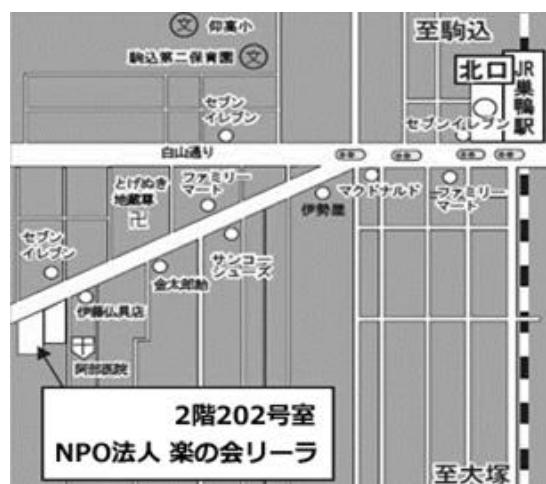 文
仰高小
駒込第二保育園
文
至駒込
北口
JR巣鴨駅
セブン
イレブン
セブンイレブン
白山通り
とげぬき
地蔵尊
卍
ファミリー
マート
伊勢屋
マクドナルド
ファミリー
マート
セブン
イレブン
サンコー
シューズ
金太郎飴
伊藤仏具店
阿部医院
2階202号室
NPO法人 楽の会リーラ
至大塚